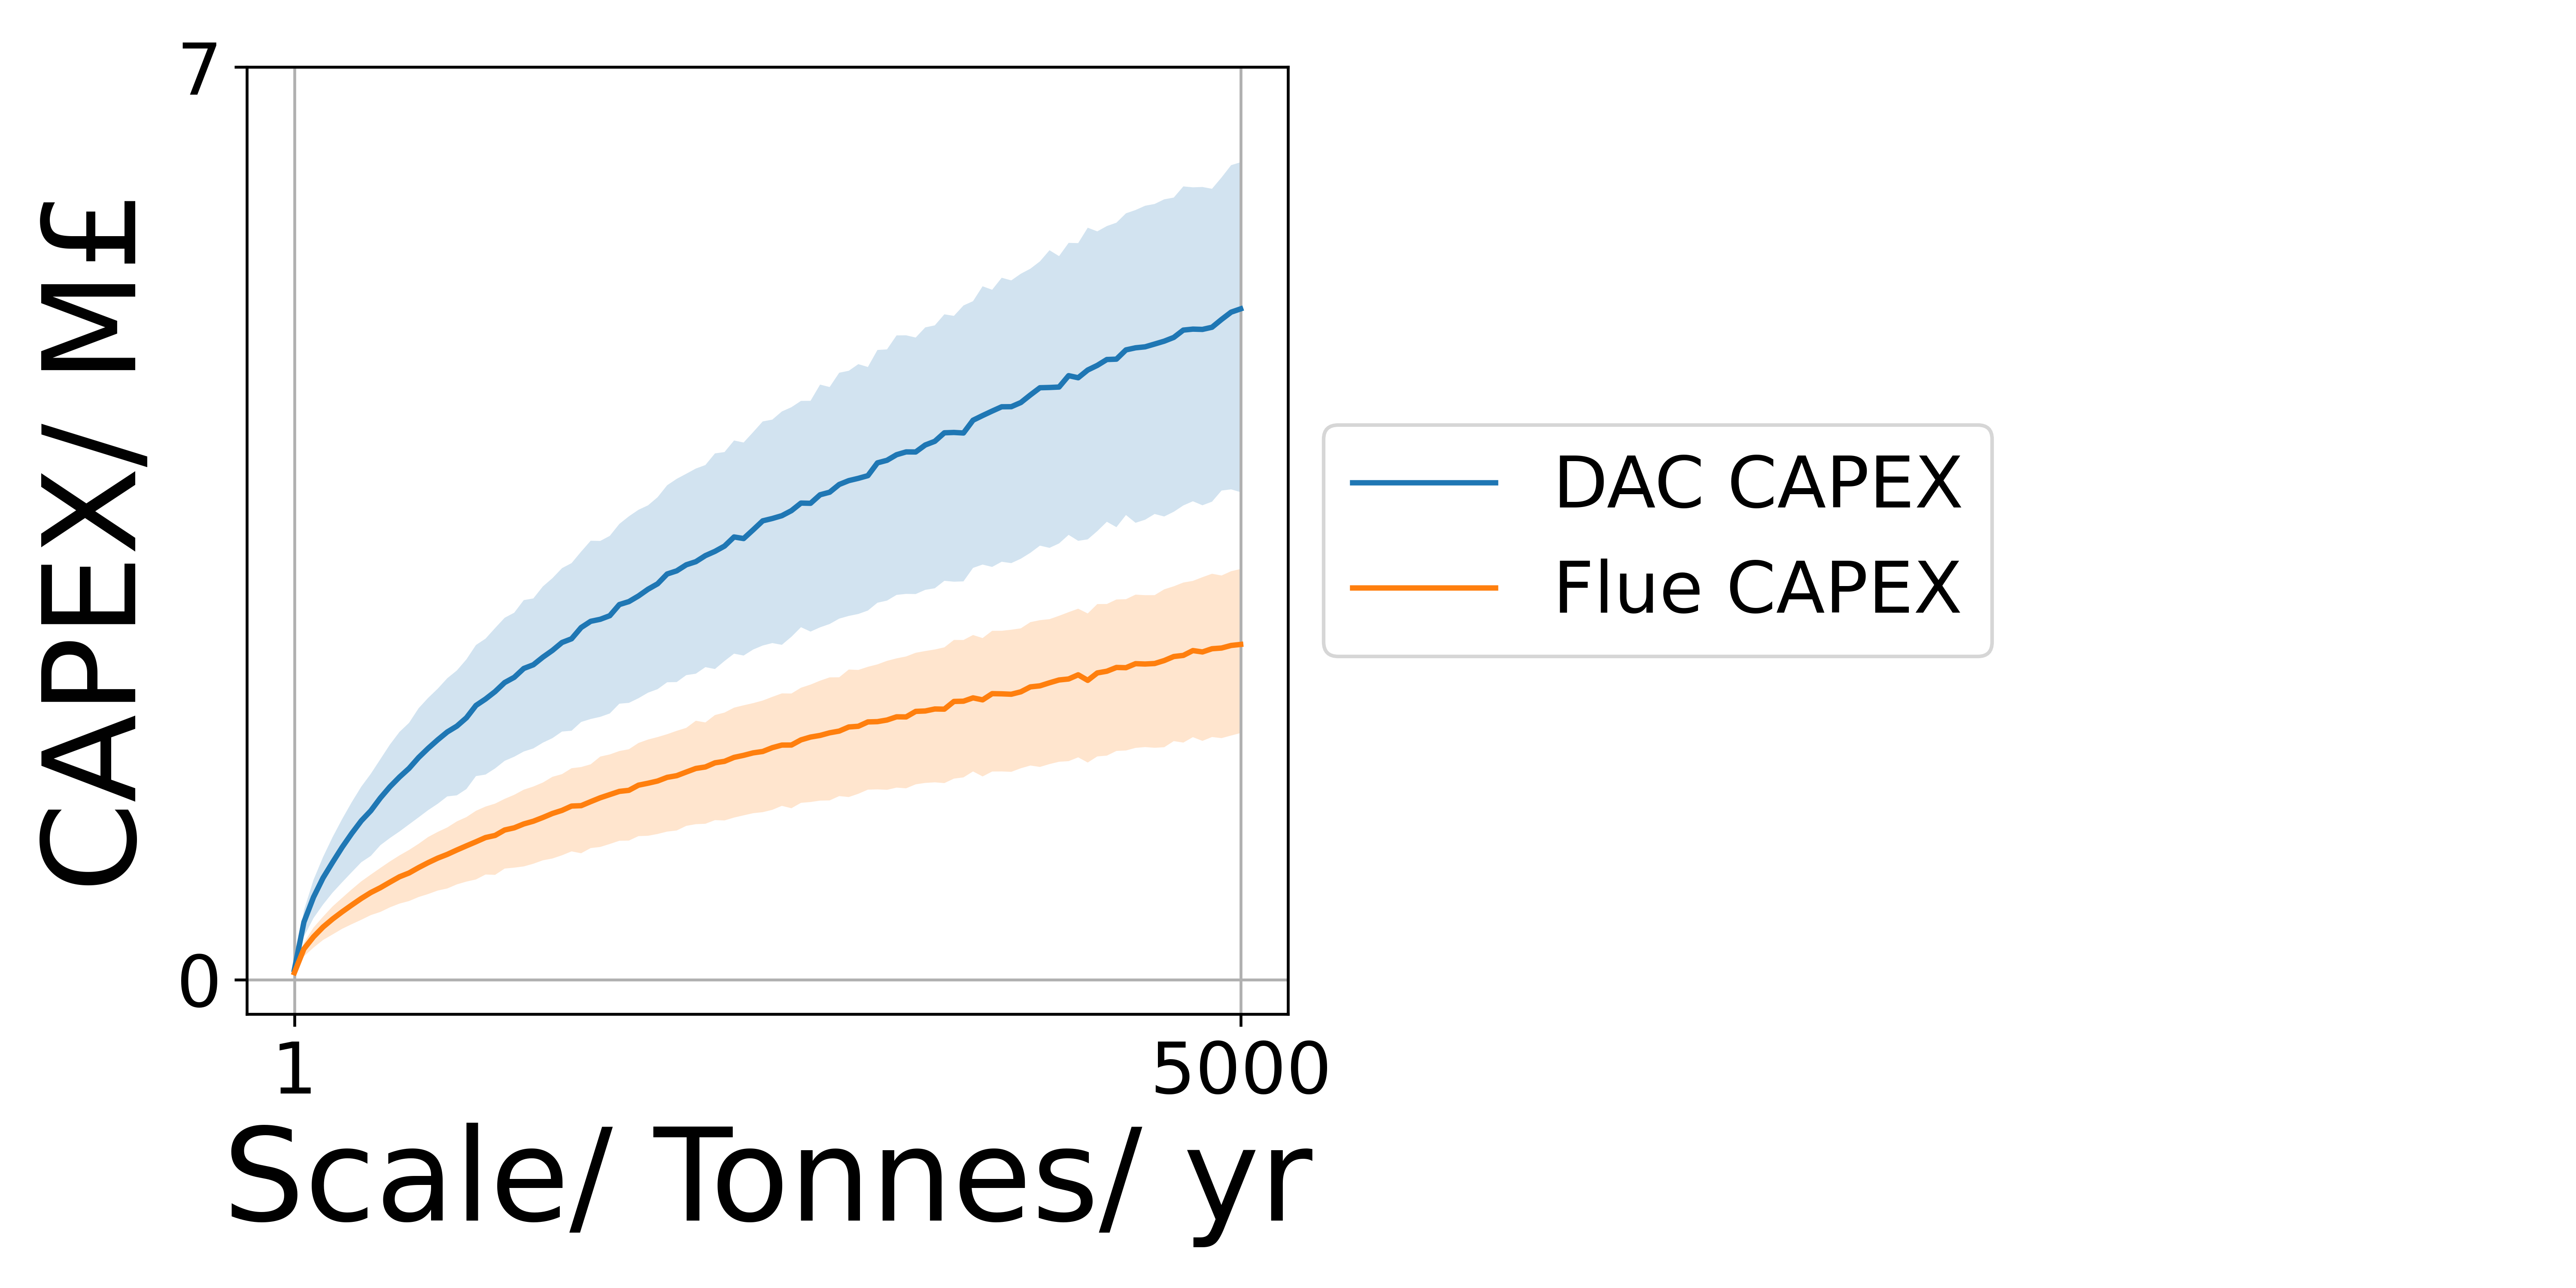 7
CAPEX/ M£
DAC CAPEX
Flue CAPEX
0
1
5000
Scale/ Tonnes/ yr